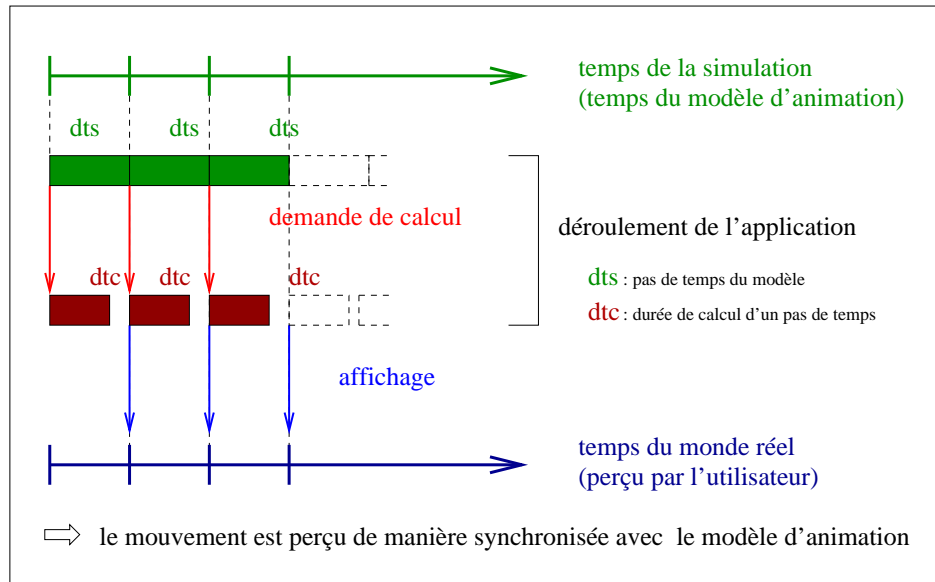 temps de la simulation
(temps du modèle d'animation)
dts dts dts
demande de calcul
déroulement de l'application
dtc dtc dtc
dts : pas de temps du modèle
dtc : durée de calcul d'un pas de temps
affichage
temps du monde réel
(perçu par l'utilisateur)
le mouvement est perçu de manière synchronisée avec le modèle d'animation